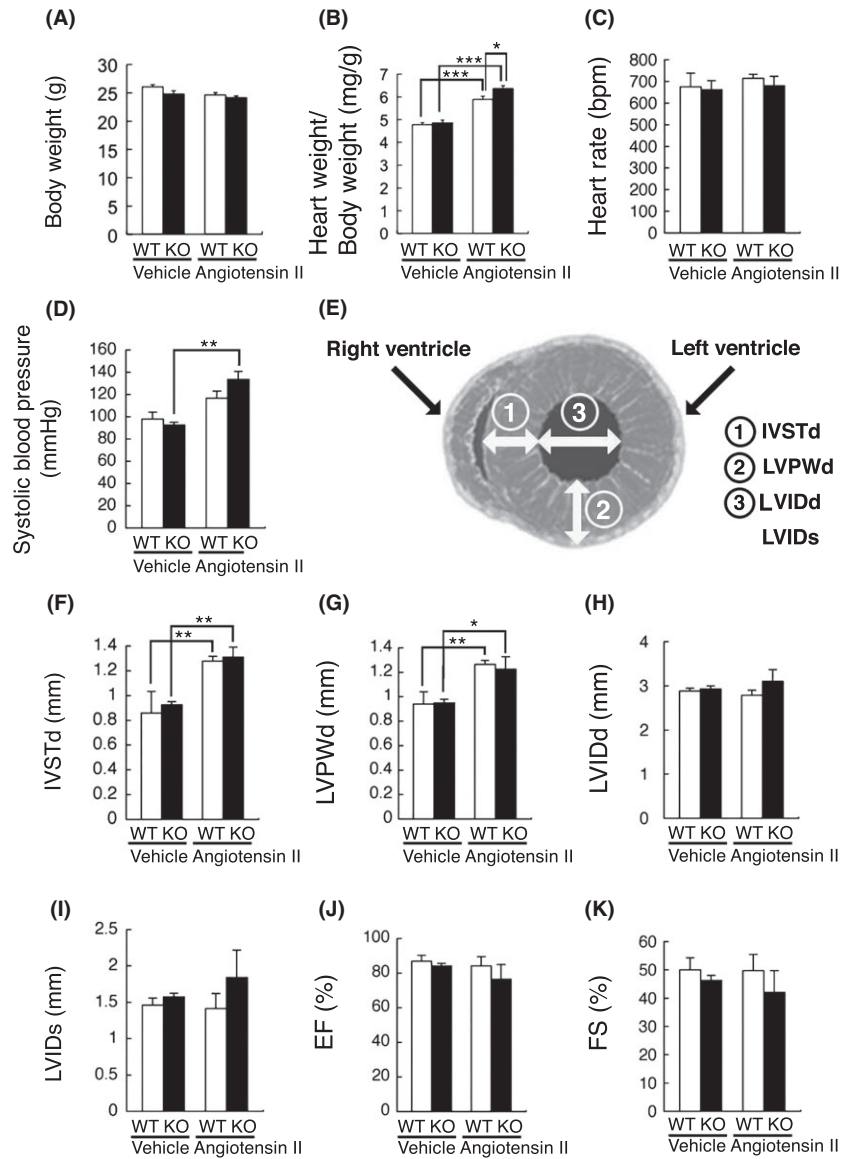 (A)
Body weight (g)
30
25
20
15
10
5
0
WT KO WT KO
Vehicle Angiotensin II
(B)
Heart weight/
Body weight (mg/g)
*
***
***
7
6
5
4
3
2
1
0
WT KO WT KO
Vehicle Angiotensin II
(C)
Heart rate (bpm)
800
700
600
500
400
300
200
100
0
WT KO WT KO
Vehicle Angiotensin II
(D)
Systolic blood pressure
(mmHg)
**
160
140
120
100
80
60
40
20
0
WT KO WT KO
Vehicle Angiotensin II
(E)
Right ventricle
Left ventricle
1
3
2
1 IVSTd
2 LVPWd
3 LVIDd
LVIDs
(F)
IVSTd (mm)
**
**
1.4
1.2
1
0.8
0.6
0.4
0.2
0
WT KO WT KO
Vehicle Angiotensin II
(G)
LVPWd (mm)
*
**
1.4
1.2
1
0.8
0.6
0.4
0.2
0
WT KO WT KO
Vehicle Angiotensin II
(H)
LVIDd (mm)
4
3
2
1
0
WT KO WT KO
Vehicle Angiotensin II
(I)
LVIDs (mm)
2.5
2
1.5
1
0.5
0
WT KO WT KO
Vehicle Angiotensin II
(J)
EF (%)
100
80
60
40
20
0
WT KO WT KO
Vehicle Angiotensin II
(K)
FS (%)
60
50
40
30
20
10
0
WT KO WT KO
Vehicle Angiotensin II